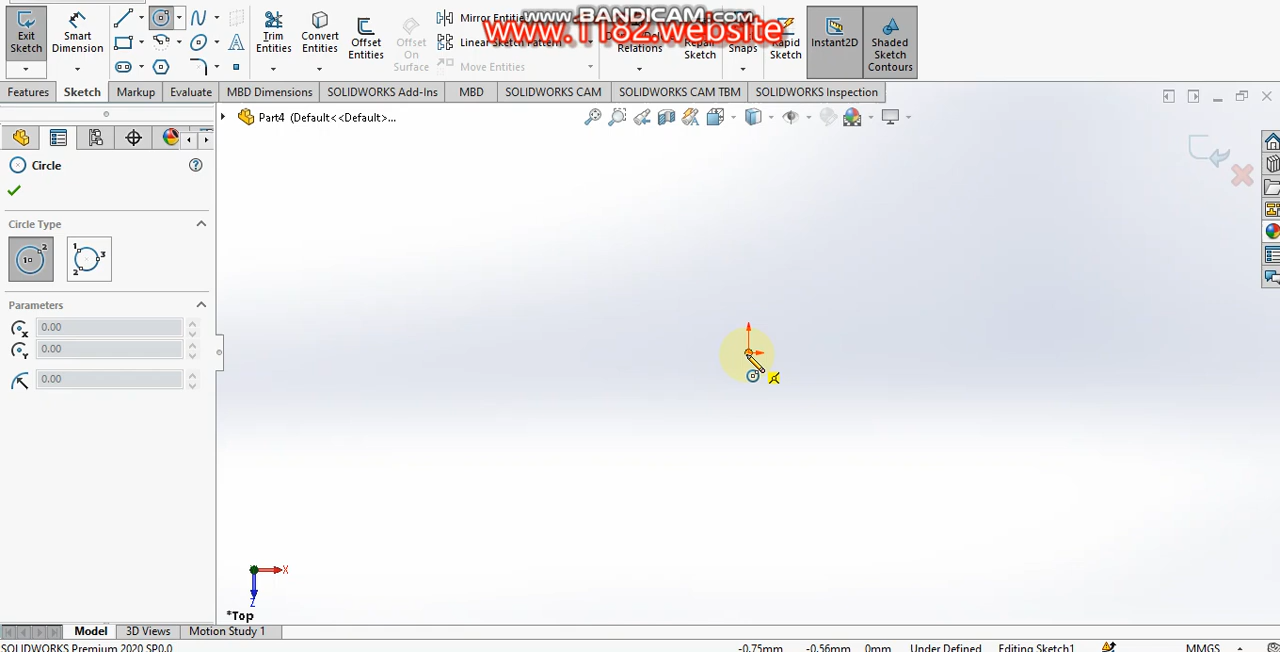 www.BANDICAM.com
www.1182.website
Exit Sketch
Smart Dimension
Trim Entities
Convert Entities
Offset Entities
Offset On Surface
Mirror Entitie
Linear Sketch Pattern
Move Entities
Relations
Repair Sketch
Snaps
Rapid Sketch
Instant2D
Shaded Sketch Contours
Features
Sketch
Markup
Evaluate
MBD Dimensions
SOLIDWORKS Add-Ins
MBD
SOLIDWORKS CAM
SOLIDWORKS CAM TBM
SOLIDWORKS Inspection
Part4 (Default<<Default>...
Circle
Circle Type
Parameters
0.00
0.00
0.00
X
Z
*Top
Model
3D Views
Motion Study 1
SOLIDWORKS Premium 2020 SP0.0
-0.75mm
-0.56mm
0mm
Under Defined
Editing Sketch1
MMGS